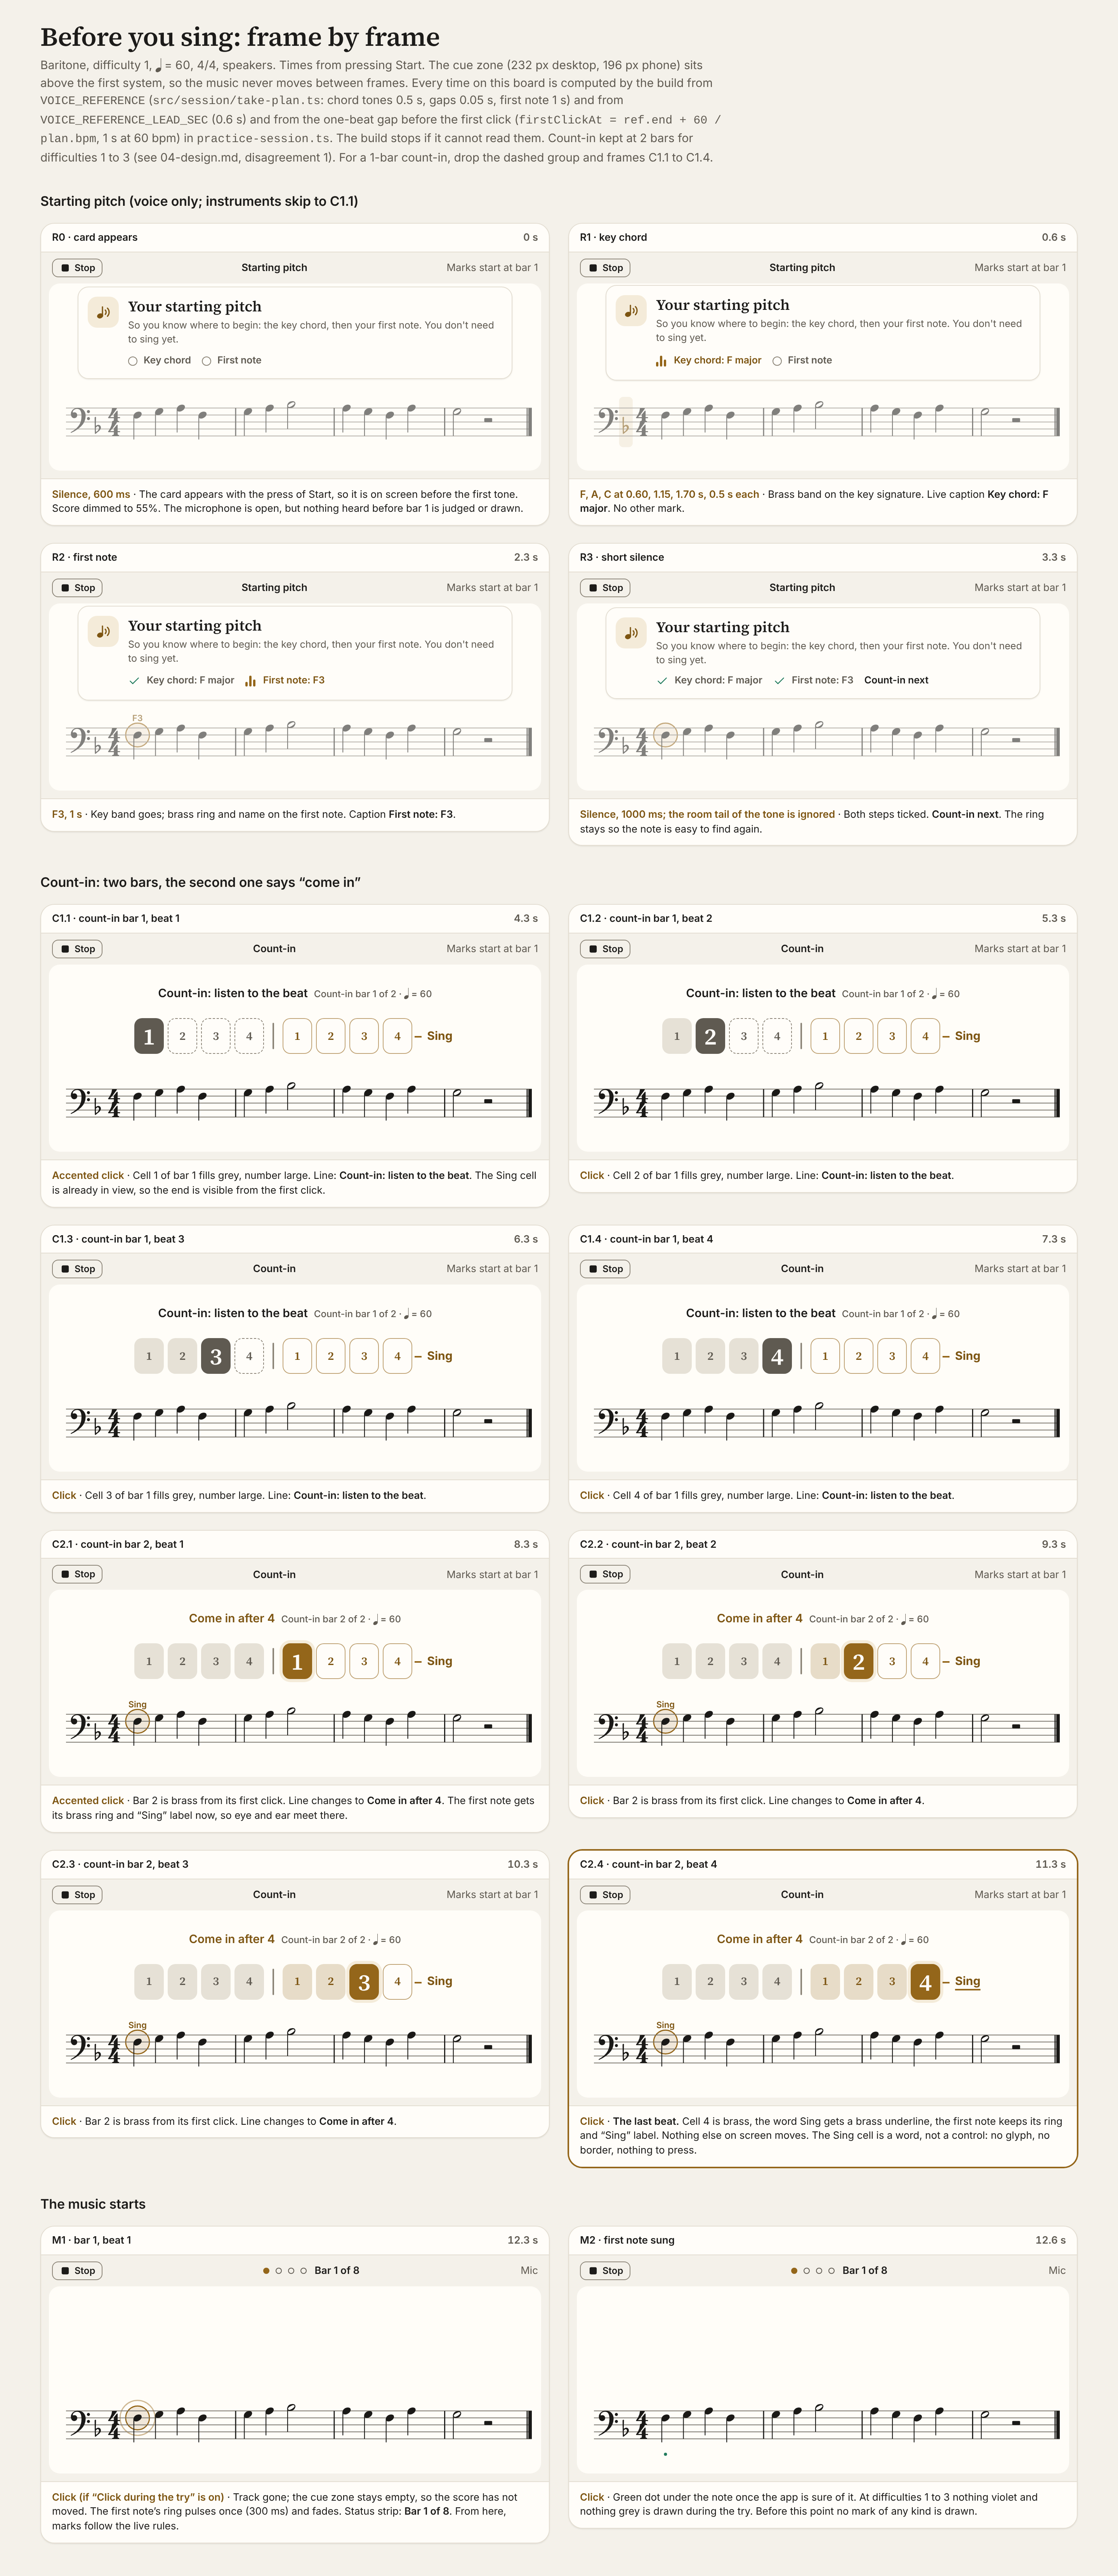 Before you sing: frame by frame
Baritone, difficulty 1, ♩ = 60, 4/4, speakers. Times from pressing Start. The cue zone (232 px desktop, 196 px phone) sits
above the first system, so the music never moves between frames. Every time on this board is computed by the build from
VOICE_REFERENCE (src/session/take-plan.ts: chord tones 0.5 s, gaps 0.05 s, first note 1 s) and from
VOICE_REFERENCE_LEAD_SEC (0.6 s) and from the one-beat gap before the first click (firstClickAt = ref.end + 60 /
plan.bpm, 1 s at 60 bpm) in practice-session.ts. The build stops if it cannot read them. Count-in kept at 2 bars for
difficulties 1 to 3 (see 04-design.md, disagreement 1). For a 1-bar count-in, drop the dashed group and frames C1.1 to C1.4.
Starting pitch (voice only; instruments skip to C1.1)
R0 · card appears 0 s
Stop Starting pitch Marks start at bar 1
Your starting pitch
So you know where to begin: the key chord, then your first note. You don't need
to sing yet.
Key chord First note
4
4
Silence, 600 ms · The card appears with the press of Start, so it is on screen before the first tone.
Score dimmed to 55%. The microphone is open, but nothing heard before bar 1 is judged or drawn.
R1 · key chord 0.6 s
Stop Starting pitch Marks start at bar 1
Your starting pitch
So you know where to begin: the key chord, then your first note. You don't need
to sing yet.
Key chord: F major First note
4
4
F, A, C at 0.60, 1.15, 1.70 s, 0.5 s each · Brass band on the key signature. Live caption Key chord: F
major. No other mark.
R2 · first note 2.3 s
Stop Starting pitch Marks start at bar 1
Your starting pitch
So you know where to begin: the key chord, then your first note. You don't need
to sing yet.
Key chord: F major First note: F3
F3
4
4
F3, 1 s · Key band goes; brass ring and name on the first note. Caption First note: F3.
R3 · short silence 3.3 s
Stop Starting pitch Marks start at bar 1
Your starting pitch
So you know where to begin: the key chord, then your first note. You don't need
to sing yet.
Key chord: F major First note: F3 Count-in next
4
4
Silence, 1000 ms; the room tail of the tone is ignored · Both steps ticked. Count-in next. The ring
stays so the note is easy to find again.
Count-in: two bars, the second one says “come in”
C1.1 · count-in bar 1, beat 1 4.3 s
Stop Count-in Marks start at bar 1
Count-in: listen to the beat Count-in bar 1 of 2 · ♩ = 60
1 2 3 4 1 2 3 4 – Sing
4
4
Accented click · Cell 1 of bar 1 fills grey, number large. Line: Count-in: listen to the beat. The Sing cell
is already in view, so the end is visible from the first click.
C1.2 · count-in bar 1, beat 2 5.3 s
Stop Count-in Marks start at bar 1
Count-in: listen to the beat Count-in bar 1 of 2 · ♩ = 60
1 2 3 4 1 2 3 4 – Sing
4
4
Click · Cell 2 of bar 1 fills grey, number large. Line: Count-in: listen to the beat.
C1.3 · count-in bar 1, beat 3 6.3 s
Stop Count-in Marks start at bar 1
Count-in: listen to the beat Count-in bar 1 of 2 · ♩ = 60
1 2 3 4 1 2 3 4 – Sing
4
4
Click · Cell 3 of bar 1 fills grey, number large. Line: Count-in: listen to the beat.
C1.4 · count-in bar 1, beat 4 7.3 s
Stop Count-in Marks start at bar 1
Count-in: listen to the beat Count-in bar 1 of 2 · ♩ = 60
1 2 3 4 1 2 3 4 – Sing
4
4
Click · Cell 4 of bar 1 fills grey, number large. Line: Count-in: listen to the beat.
C2.1 · count-in bar 2, beat 1 8.3 s
Stop Count-in Marks start at bar 1
Come in after 4 Count-in bar 2 of 2 · ♩ = 60
1 2 3 4 1 2 3 4 – Sing
Sing
4
4
Accented click · Bar 2 is brass from its first click. Line changes to Come in after 4. The first note gets
its brass ring and “Sing” label now, so eye and ear meet there.
C2.2 · count-in bar 2, beat 2 9.3 s
Stop Count-in Marks start at bar 1
Come in after 4 Count-in bar 2 of 2 · ♩ = 60
1 2 3 4 1 2 3 4 – Sing
Sing
4
4
Click · Bar 2 is brass from its first click. Line changes to Come in after 4.
C2.3 · count-in bar 2, beat 3 10.3 s
Stop Count-in Marks start at bar 1
Come in after 4 Count-in bar 2 of 2 · ♩ = 60
1 2 3 4 1 2 3 4 – Sing
Sing
4
4
Click · Bar 2 is brass from its first click. Line changes to Come in after 4.
C2.4 · count-in bar 2, beat 4 11.3 s
Stop Count-in Marks start at bar 1
Come in after 4 Count-in bar 2 of 2 · ♩ = 60
1 2 3 4 1 2 3 4 – Sing
Sing
4
4
Click · The last beat. Cell 4 is brass, the word Sing gets a brass underline, the first note keeps its ring
and “Sing” label. Nothing else on screen moves. The Sing cell is a word, not a control: no glyph, no
border, nothing to press.
The music starts
M1 · bar 1, beat 1 12.3 s
Stop Bar 1 of 8 Mic
4
4
Click (if “Click during the try” is on) · Track gone; the cue zone stays empty, so the score has not
moved. The first note’s ring pulses once (300 ms) and fades. Status strip: Bar 1 of 8. From here,
marks follow the live rules.
M2 · first note sung 12.6 s
Stop Bar 1 of 8 Mic
4
4
Click · Green dot under the note once the app is sure of it. At difficulties 1 to 3 nothing violet and
nothing grey is drawn during the try. Before this point no mark of any kind is drawn.